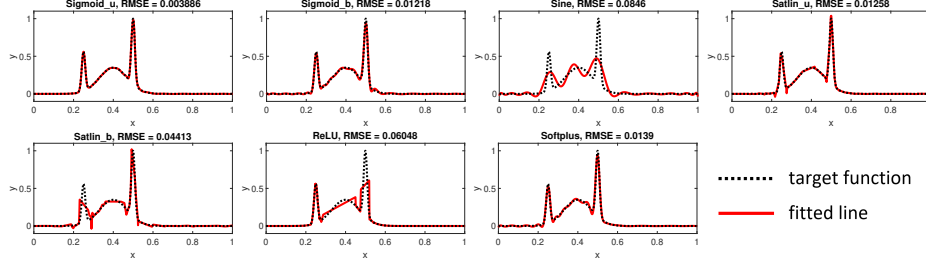 Sigmoid_u, RMSE = 0.003886
1
0.5
0
y
0 0.2 0.4 0.6 0.8 1
x
Sigmoid_b, RMSE = 0.01218
1
0.5
0
y
0 0.2 0.4 0.6 0.8 1
x
Sine, RMSE = 0.0846
1
0.5
0
y
0 0.2 0.4 0.6 0.8 1
x
Satlin_u, RMSE = 0.01258
1
0.5
0
y
0 0.2 0.4 0.6 0.8 1
x
Satlin_b, RMSE = 0.04413
1
0.5
0
y
0 0.2 0.4 0.6 0.8 1
x
ReLU, RMSE = 0.06048
1
0.5
0
y
0 0.2 0.4 0.6 0.8 1
x
Softplus, RMSE = 0.0139
1
0.5
0
y
0 0.2 0.4 0.6 0.8 1
x
target function
fitted line